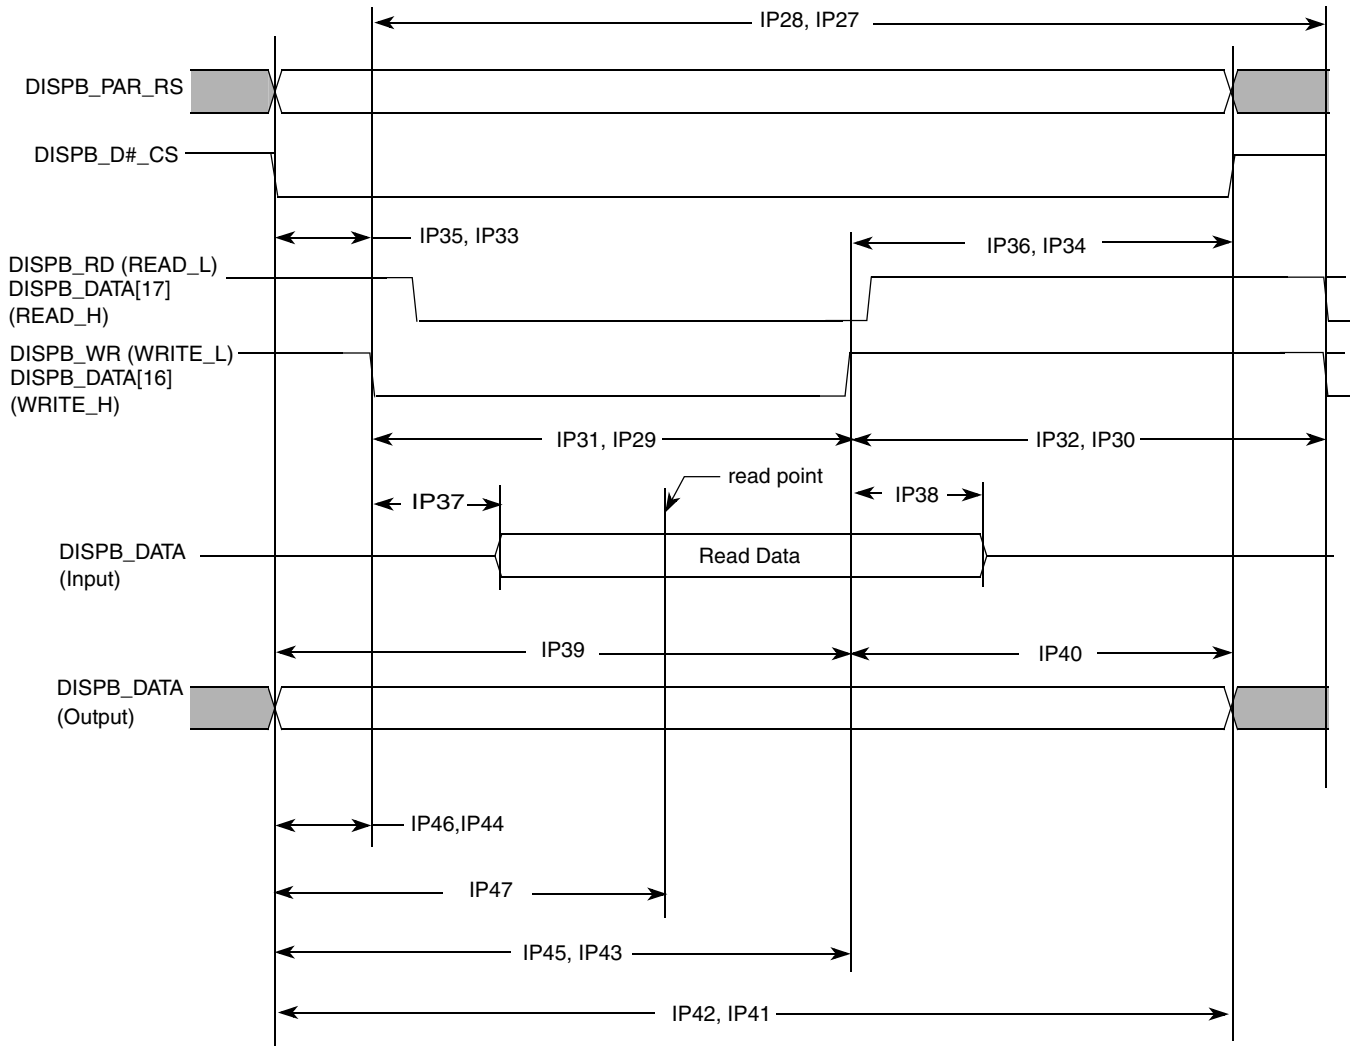 IP28, IP27
DISPB_PAR_RS
DISPB_D#_CS
IP35, IP33
IP36, IP34
DISPB_RD (READ_L)
DISPB_DATA[17]
(READ_H)
DISPB_WR (WRITE_L)
DISPB_DATA[16]
(WRITE_H)
IP31, IP29
IP32, IP30
read point
IP37
IP38
DISPB_DATA
(Input)
Read Data
IP39
IP40
DISPB_DATA
(Output)
IP46,IP44
IP47
IP45, IP43
IP42, IP41